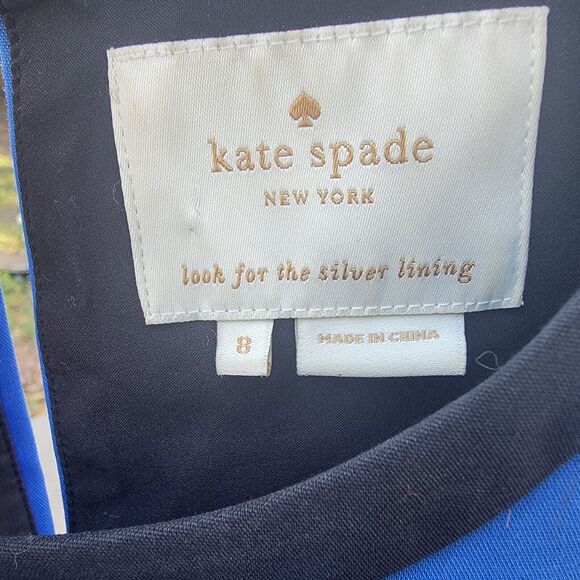 kate spade
NEW YORK
look for the silver lining
8
MADE IN CHINA